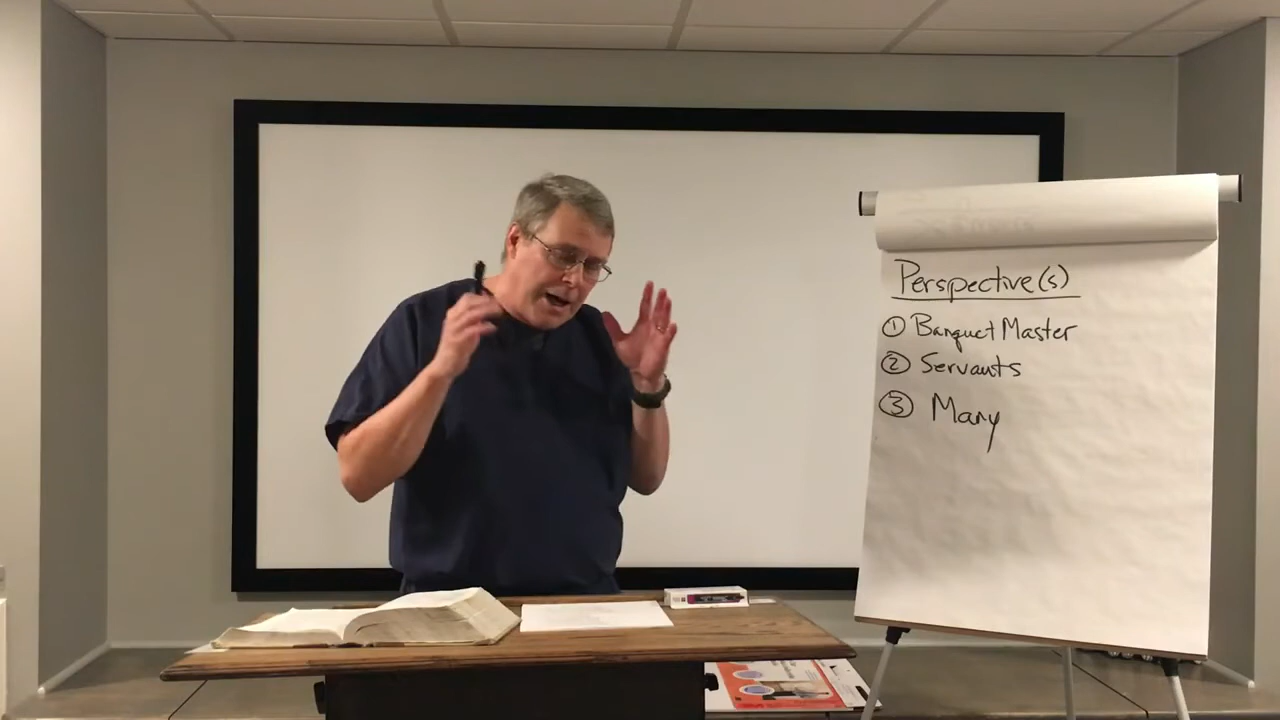 Perspective(s)
① Banquet Master
② Servants
③ Mary